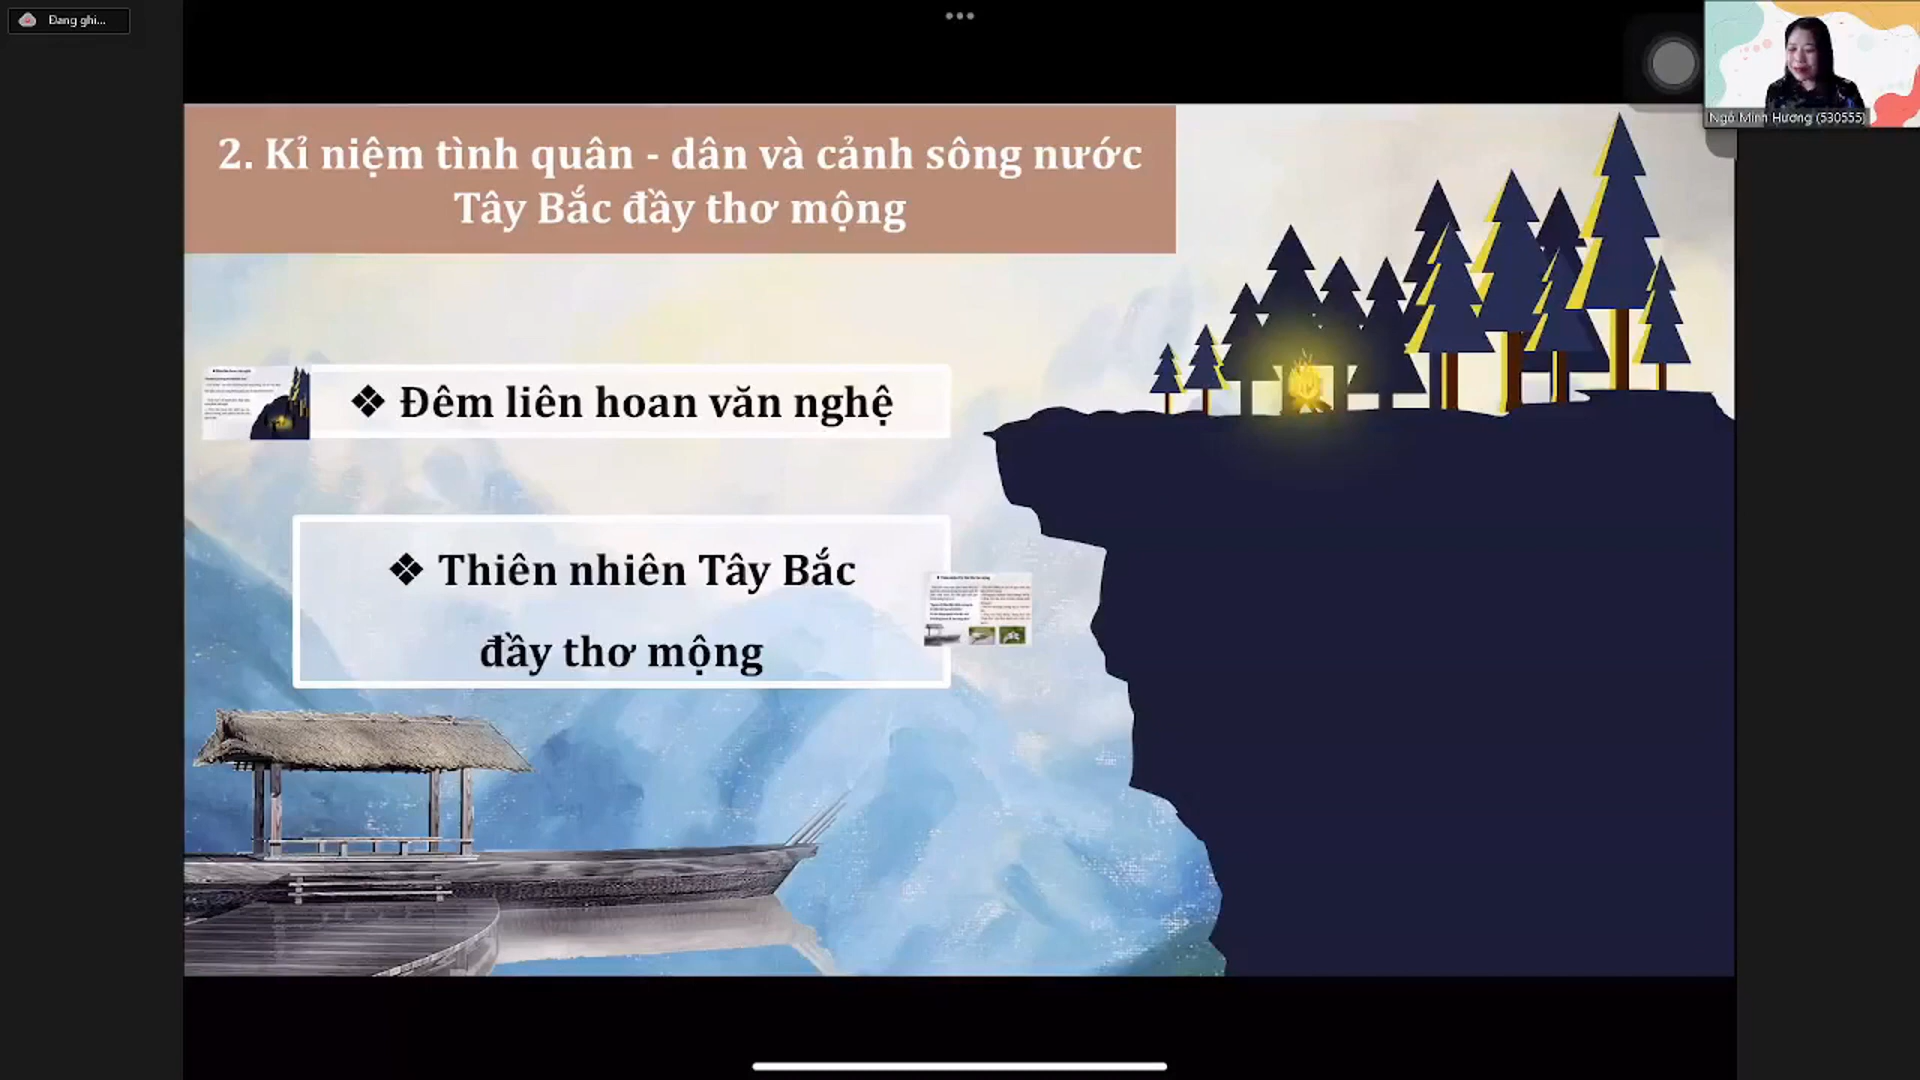 Đang ghi...
Ngô Minh Hương (530555)
2. Kỉ niệm tình quân - dân và cảnh sông nước
Tây Bắc đầy thơ mộng
❖ Đêm liên hoan văn nghệ
❖ Thiên nhiên Tây Bắc
đầy thơ mộng